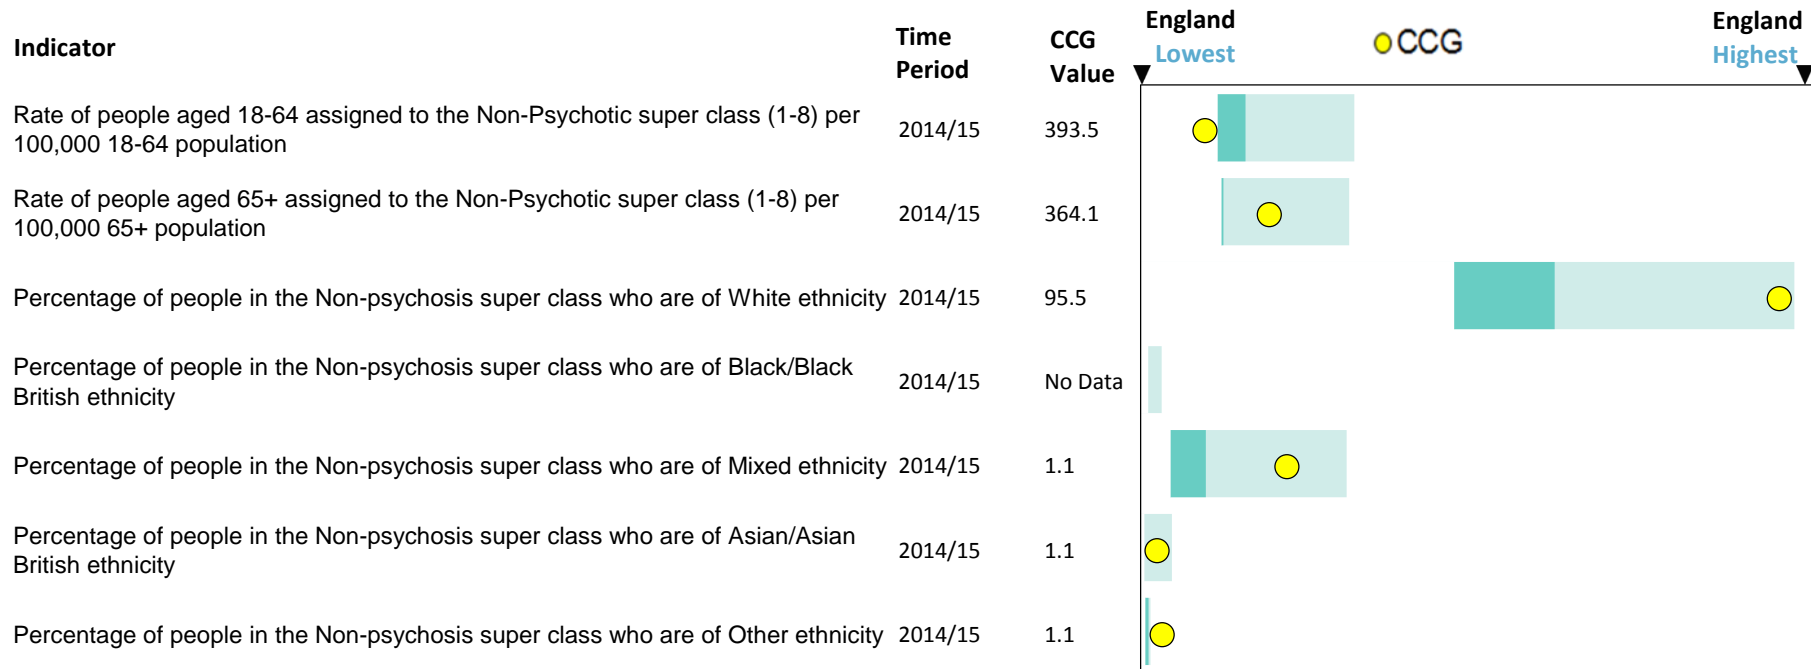 Indicator
Time
Period
CCG
Value
England
Lowest
CCG
England
Highest
Rate of people aged 18-64 assigned to the Non-Psychotic super class (1-8) per
100,000 18-64 population
2014/15
393.5
Rate of people aged 65+ assigned to the Non-Psychotic super class (1-8) per
100,000 65+ population
2014/15
364.1
Percentage of people in the Non-psychosis super class who are of White ethnicity
2014/15
95.5
Percentage of people in the Non-psychosis super class who are of Black/Black
British ethnicity
2014/15
No Data
Percentage of people in the Non-psychosis super class who are of Mixed ethnicity
2014/15
1.1
Percentage of people in the Non-psychosis super class who are of Asian/Asian
British ethnicity
2014/15
1.1
Percentage of people in the Non-psychosis super class who are of Other ethnicity
2014/15
1.1